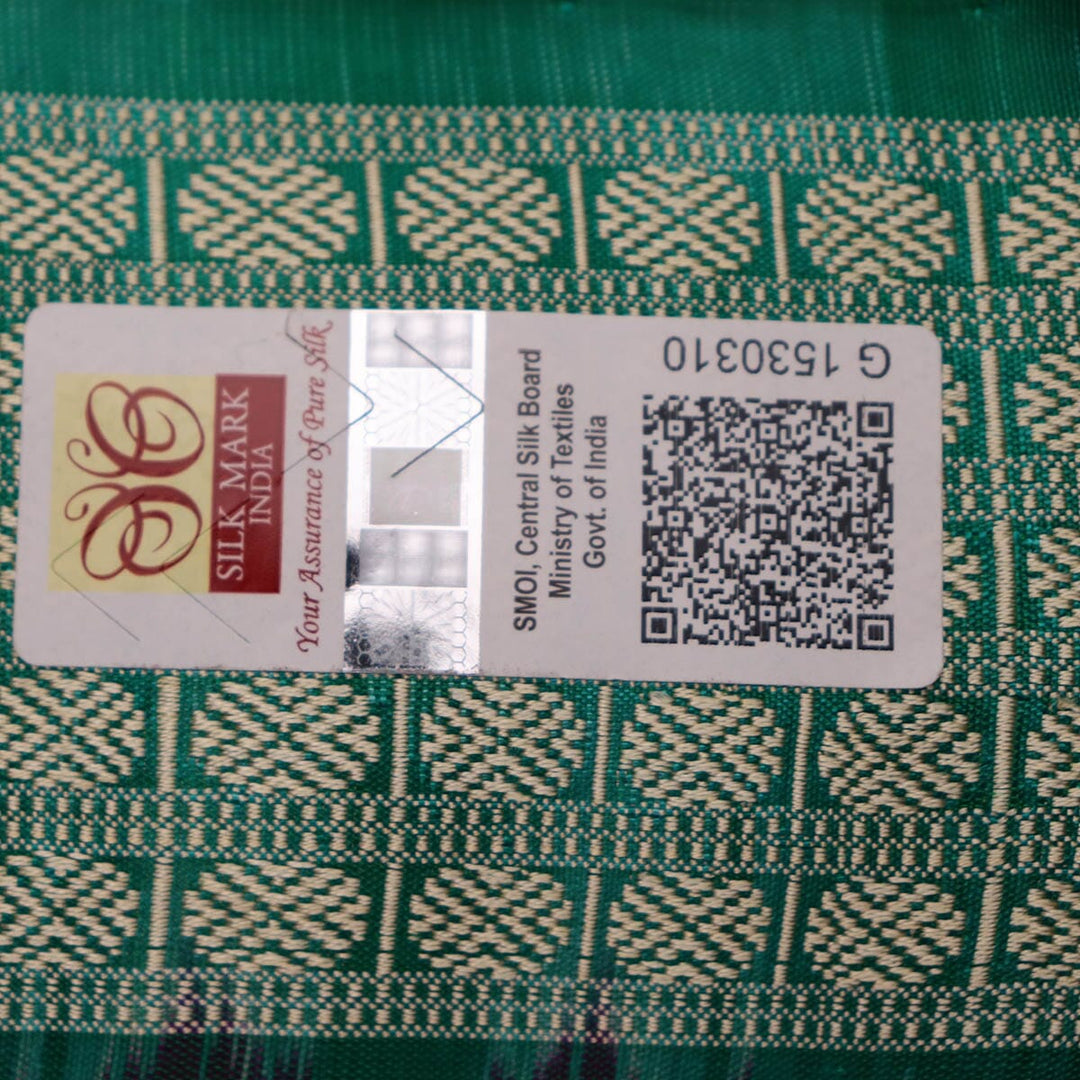 SILK MARK
INDIA
Your Assurance of Pure Silk
SMOI, Central Silk Board
Ministry of Textiles
Govt. of India
G 1530310